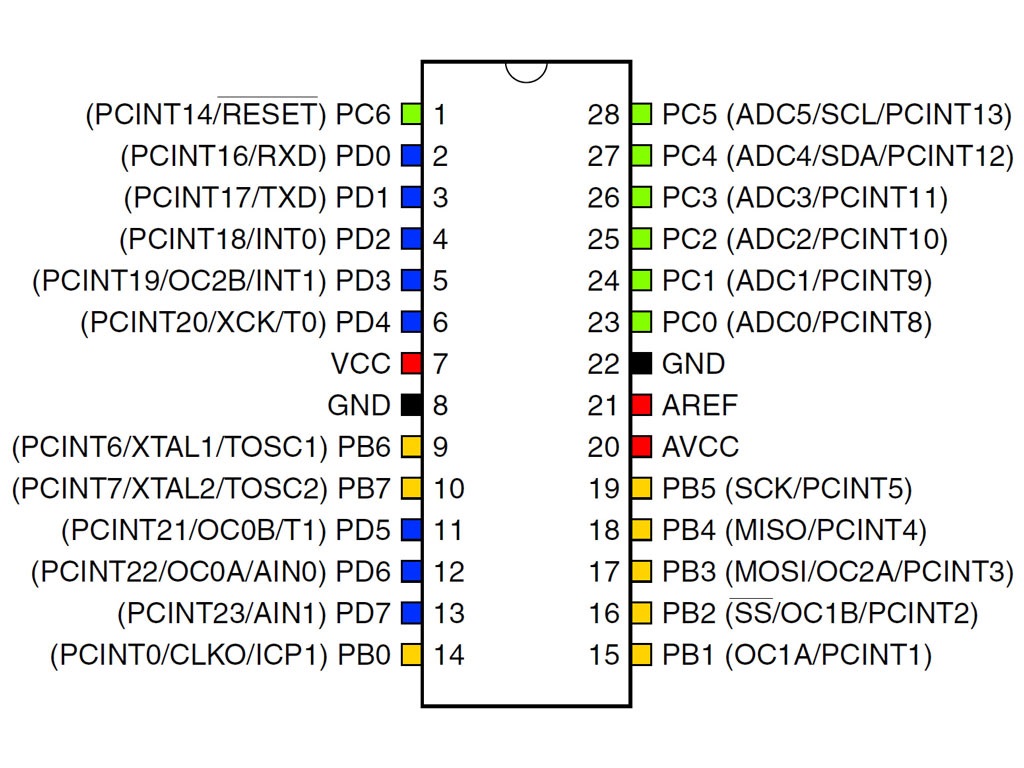 (PCINT14/RESET) PC6 1 28 PC5 (ADC5/SCL/PCINT13)
(PCINT16/RXD) PD0 2 27 PC4 (ADC4/SDA/PCINT12)
(PCINT17/TXD) PD1 3 26 PC3 (ADC3/PCINT11)
(PCINT18/INT0) PD2 4 25 PC2 (ADC2/PCINT10)
(PCINT19/OC2B/INT1) PD3 5 24 PC1 (ADC1/PCINT9)
(PCINT20/XCK/T0) PD4 6 23 PC0 (ADC0/PCINT8)
VCC 7 22 GND
GND 8 21 AREF
(PCINT6/XTAL1/TOSC1) PB6 9 20 AVCC
(PCINT7/XTAL2/TOSC2) PB7 10 19 PB5 (SCK/PCINT5)
(PCINT21/OC0B/T1) PD5 11 18 PB4 (MISO/PCINT4)
(PCINT22/OC0A/AIN0) PD6 12 17 PB3 (MOSI/OC2A/PCINT3)
(PCINT23/AIN1) PD7 13 16 PB2 (SS/OC1B/PCINT2)
(PCINT0/CLKO/ICP1) PB0 14 15 PB1 (OC1A/PCINT1)